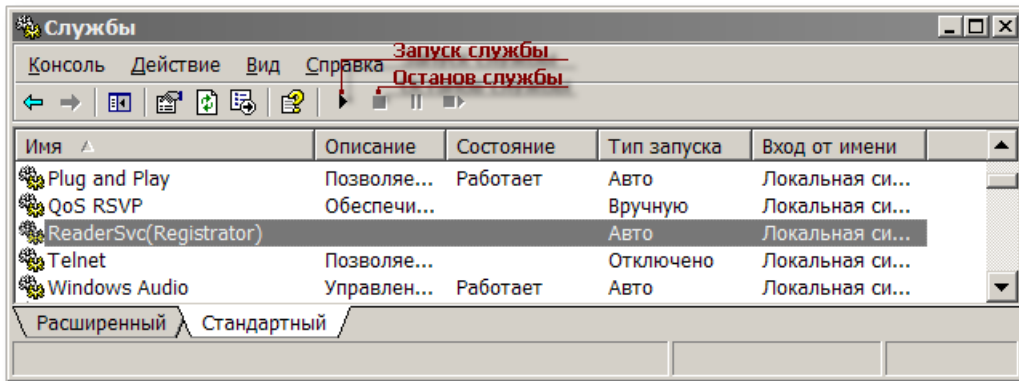 Службы
Запуск службы
Консоль Действие Вид Справка
Останов службы
Имя Описание Состояние Тип запуска Вход от имени
Plug and Play Позволяе... Работает Авто Локальная си...
QoS RSVP Обеспечи... Вручную Локальная си...
ReaderSvc(Registrator) Авто Локальная си...
Telnet Позволяе... Отключено Локальная си...
Windows Audio Управлен... Работает Авто Локальная си...
Расширенный Стандартный